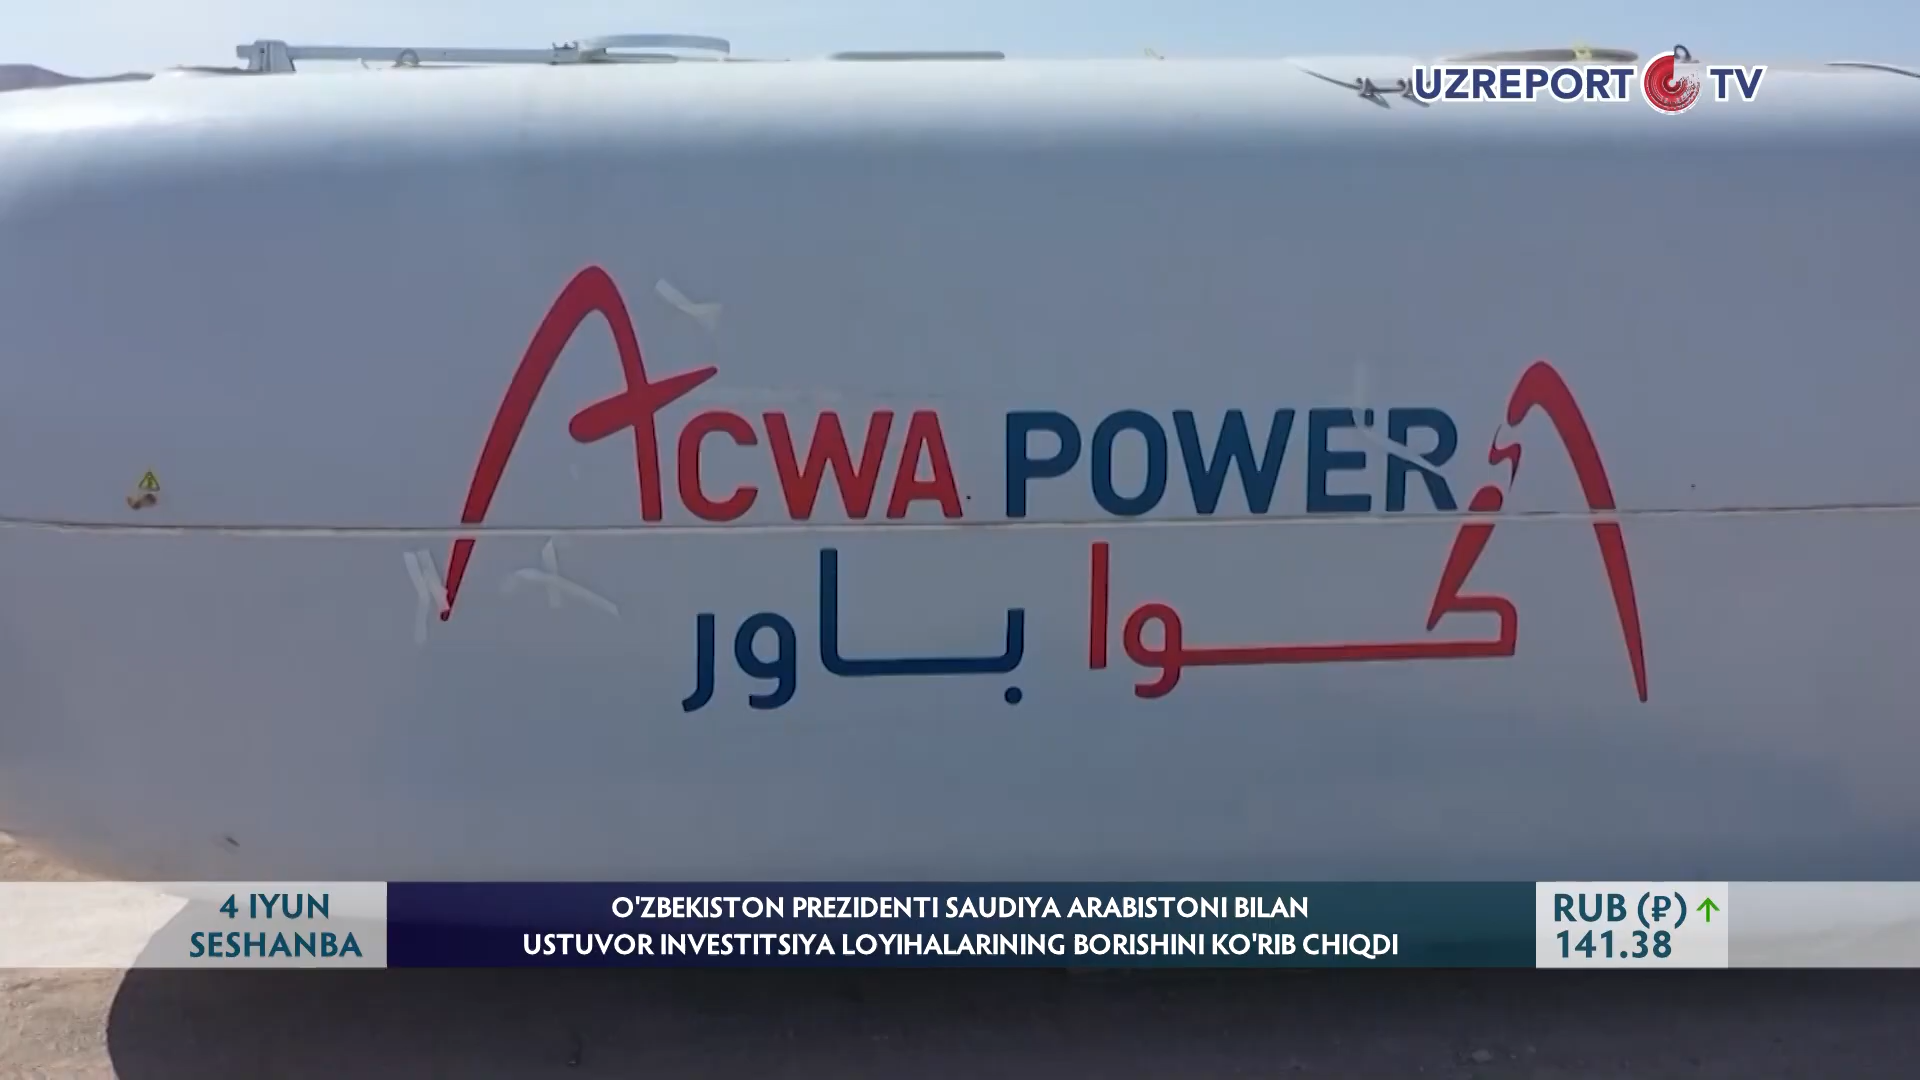 UZREPORT TV
ACWA POWER
أكوا باور
4 IYUN
SESHANBA
O'ZBEKISTON PREZIDENTI SAUDIYA ARABISTONI BILAN
USTUVOR INVESTITSIYA LOYIHALARINING BORISHINI KO'RIB CHIQDI
RUB (₽) ↑
141.38